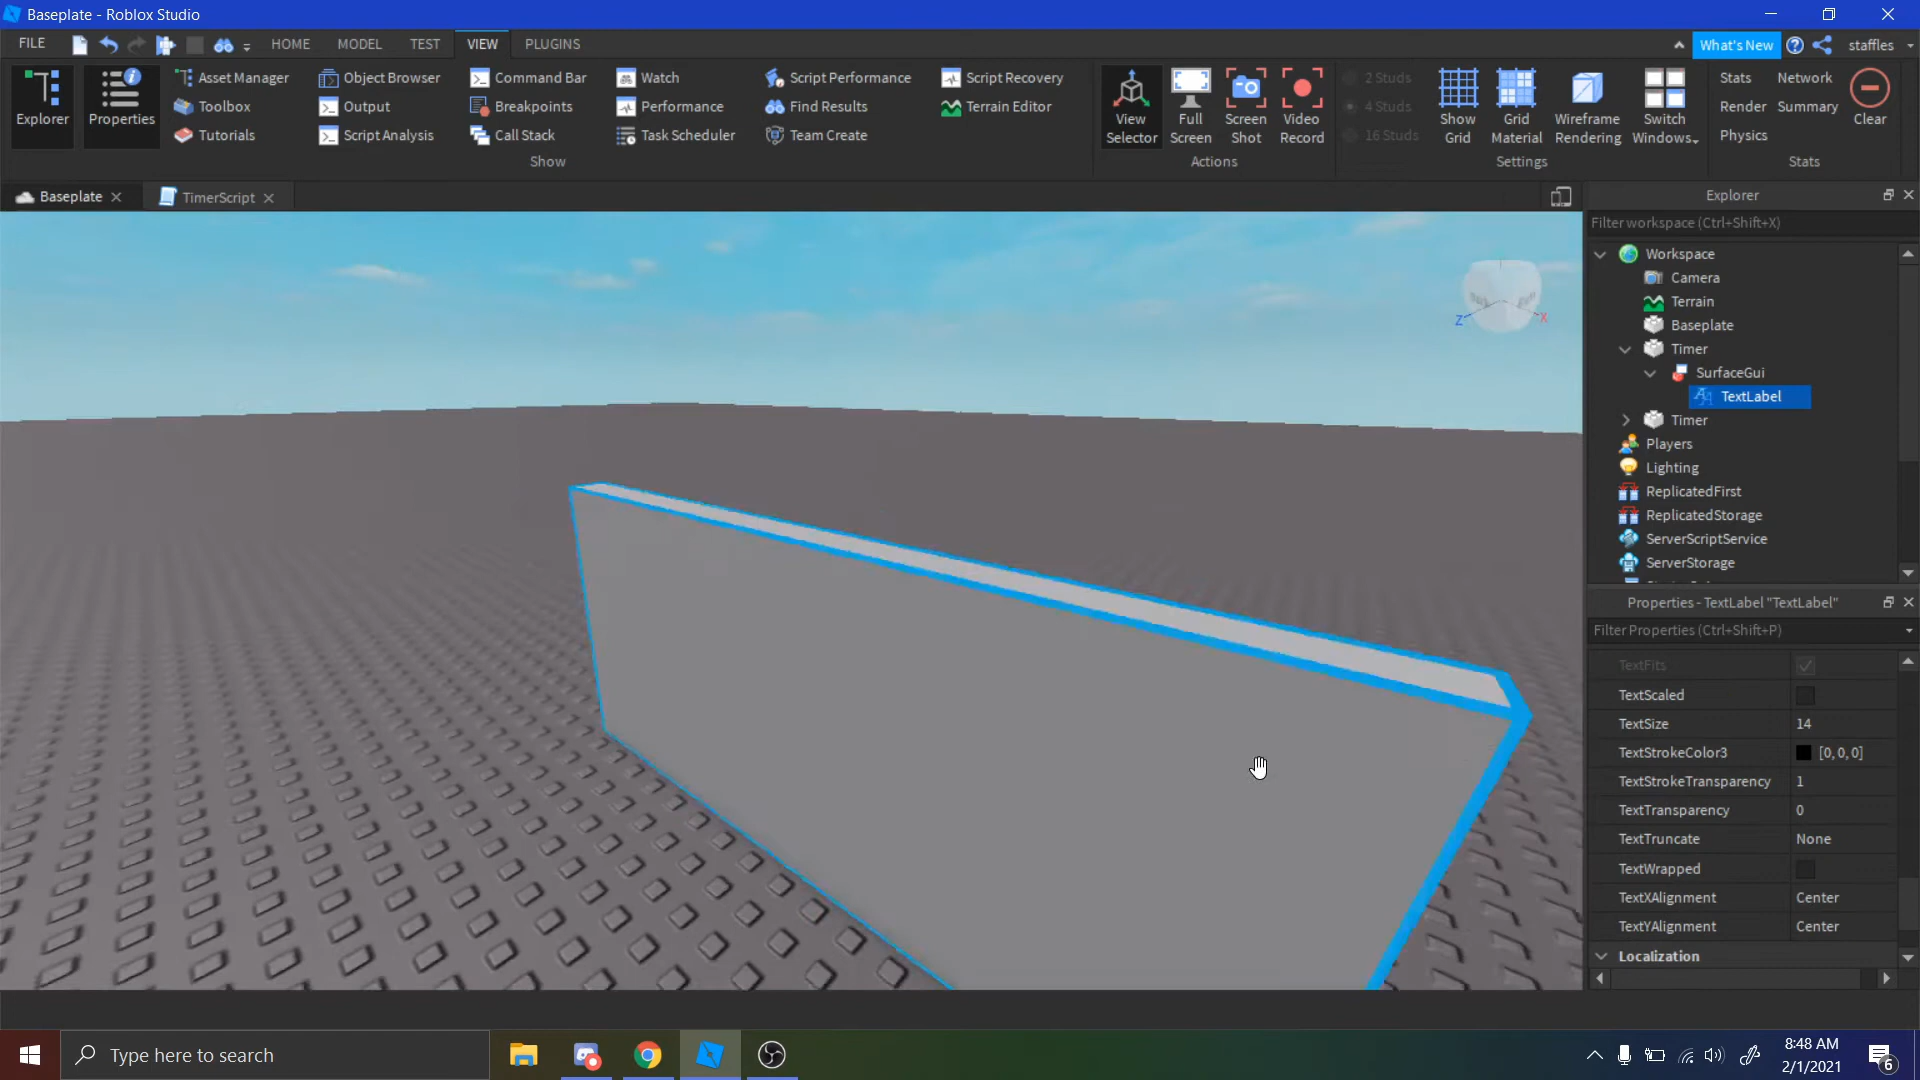 Baseplate - Roblox Studio
FILE HOME MODEL TEST VIEW PLUGINS What's New staffles
Explorer
Properties
Asset Manager
Toolbox
Tutorials
Object Browser
Output
Script Analysis
Command Bar
Breakpoints
Call Stack
Watch
Performance
Task Scheduler
Script Performance
Find Results
Team Create
Script Recovery
Terrain Editor
Show
View
Selector
Full
Screen
Screen
Shot
Video
Record
Actions
2 Studs
4 Studs
16 Studs
Show
Grid
Grid
Material
Wireframe
Rendering
Switch
Windows
Settings
Stats
Network
Render
Summary
Physics
Clear
Stats
Baseplate
TimerScript
Z
X
Explorer
Filter workspace (Ctrl+Shift+X)
Workspace
Camera
Terrain
Baseplate
Timer
SurfaceGui
TextLabel
Timer
Players
Lighting
ReplicatedFirst
ReplicatedStorage
ServerScriptService
ServerStorage
Properties - TextLabel "TextLabel"
Filter Properties (Ctrl+Shift+P)
TextFits
TextScaled
TextSize 14
TextStrokeColor3 [0,0,0]
TextStrokeTransparency 1
TextTransparency 0
TextTruncate None
TextWrapped
TextXAlignment Center
TextYAlignment Center
Localization
Type here to search
8:48 AM
2/1/2021
6